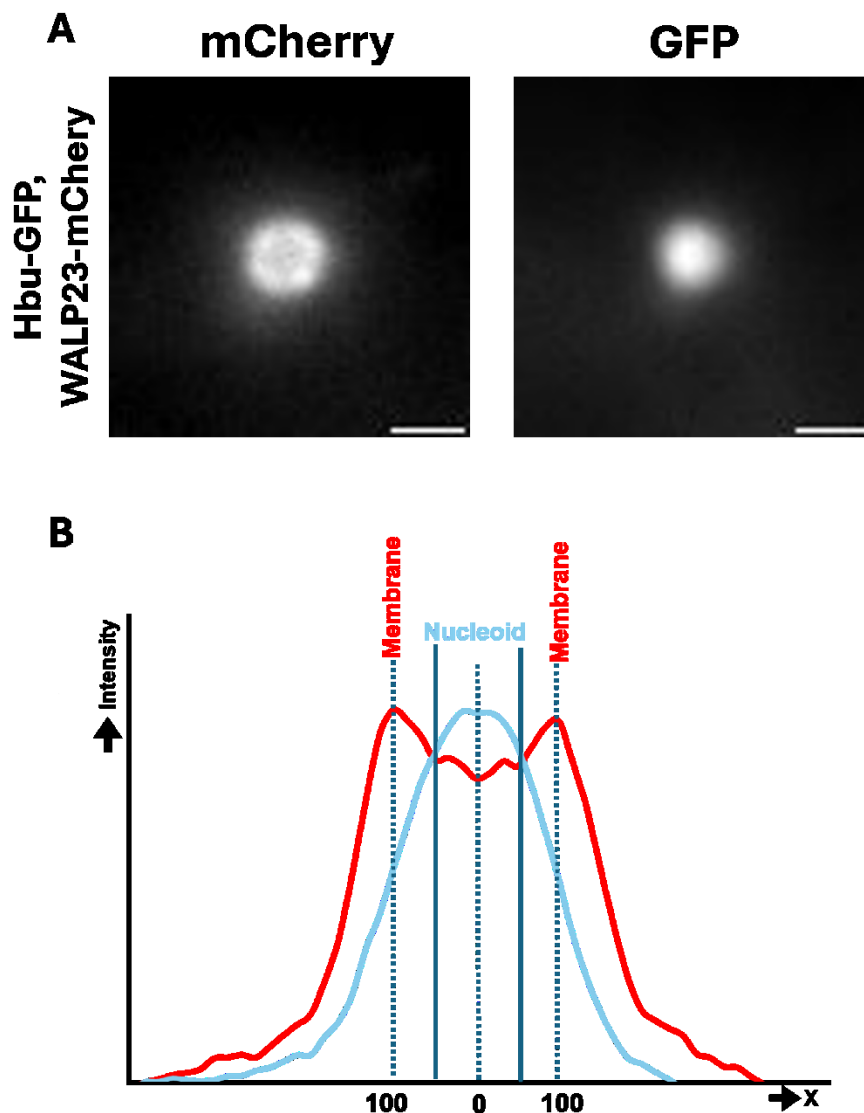 A
mCherry
GFP
Hbu-GFP,
WALP23-mChery
B
Membrane
Nucleoid
Membrane
Intensity
100
0
100
X